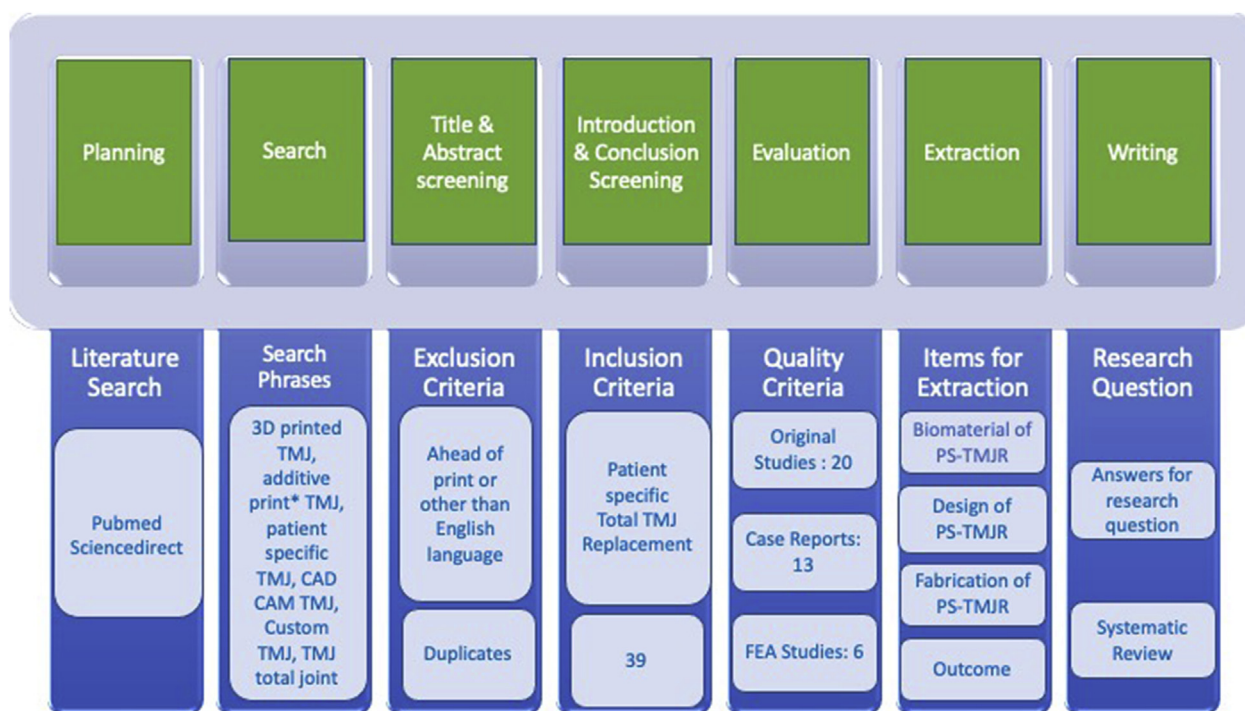 Planning
Search
Title &
Abstract
screening
Introduction
& Conclusion
Screening
Evaluation
Extraction
Writing
Literature
Search
Pubmed
Sciencedirect
Search
Phrases
3D printed
TMJ,
additive
print* TMJ,
patient
specific
TMJ, CAD
CAM TMJ,
Custom
TMJ, TMJ
total joint
Exclusion
Criteria
Ahead of
print or
other than
English
language
Duplicates
Inclusion
Criteria
Patient
specific
Total TMJ
Replacement
39
Quality
Criteria
Original
Studies : 20
Case Reports:
13
FEA Studies: 6
Items for
Extraction
Biomaterial of
PS-TMJR
Design of
PS-TMJR
Fabrication of
PS-TMJR
Outcome
Research
Question
Answers for
research
question
Systematic
Review